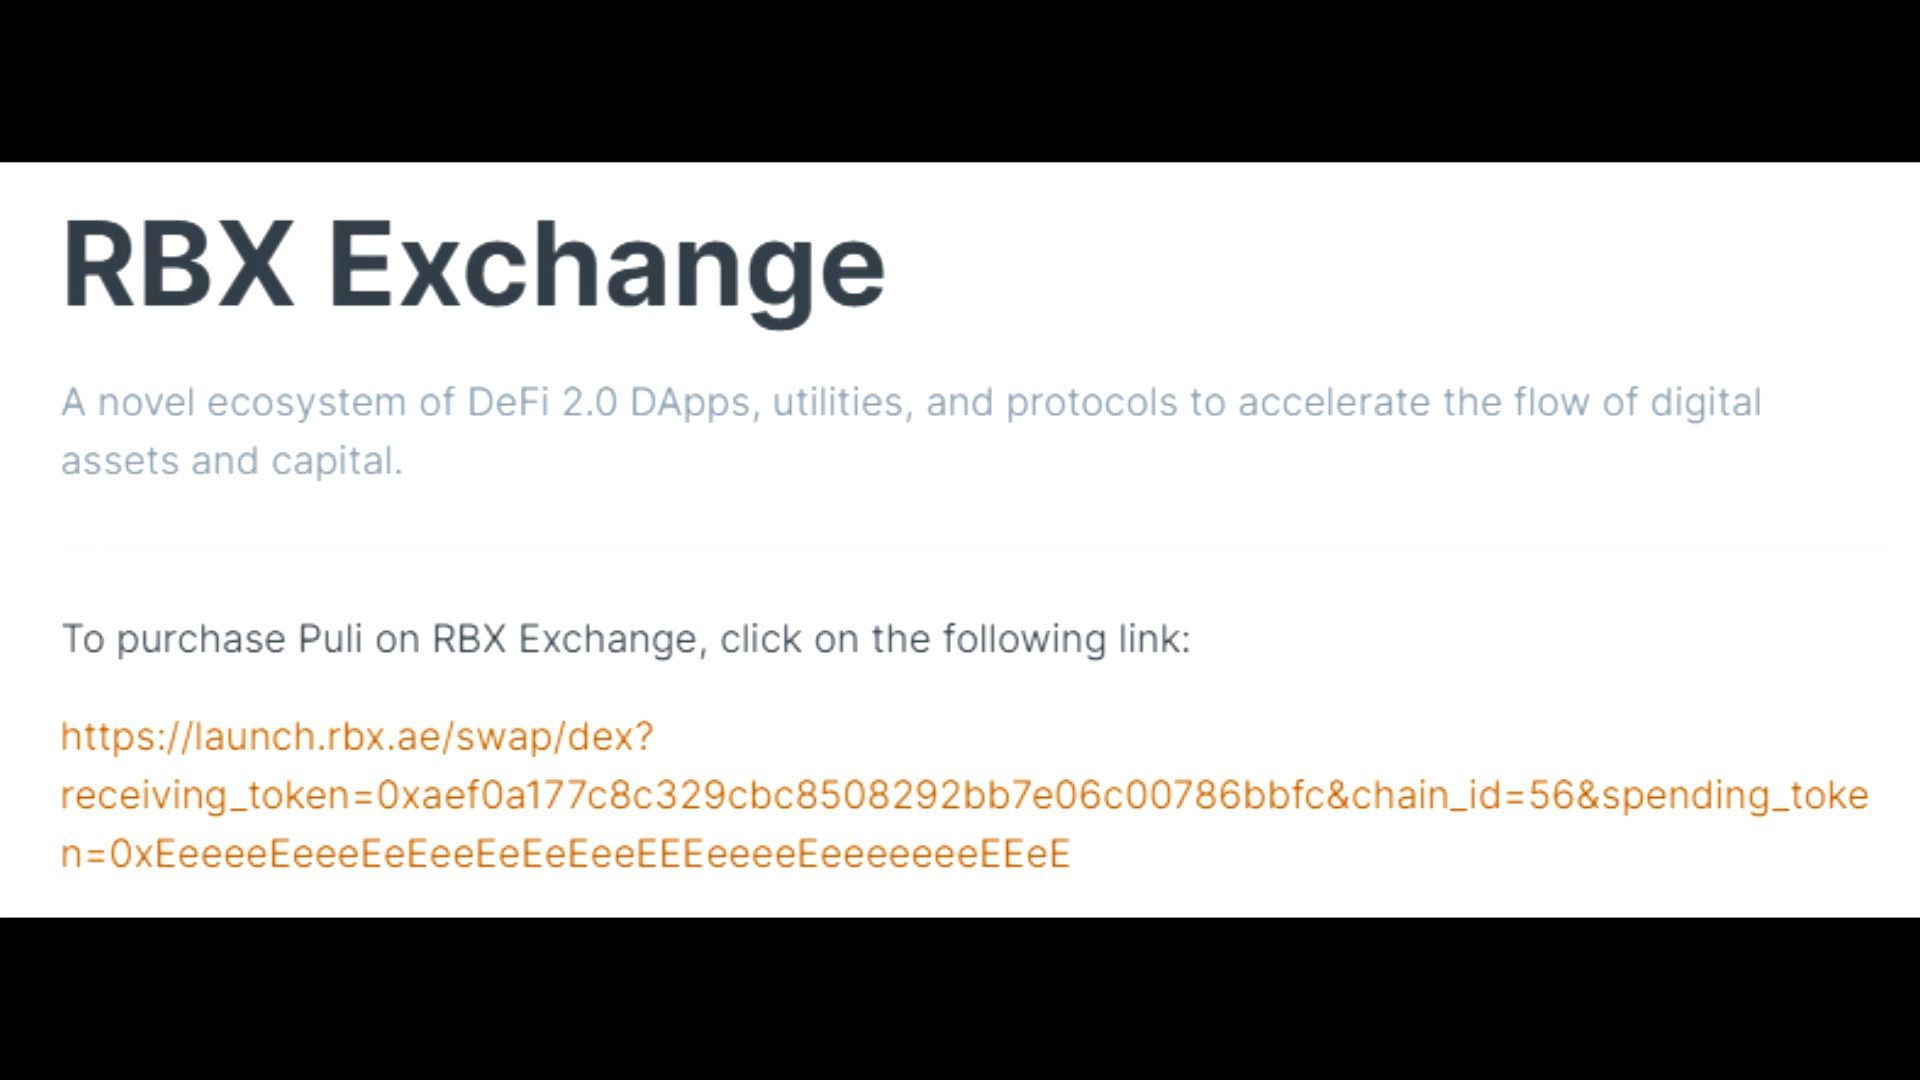 RBX Exchange
A novel ecosystem of DeFi 2.0 DApps, utilities, and protocols to accelerate the flow of digital
assets and capital.
To purchase Puli on RBX Exchange, click on the following link:
https://launch.rbx.ae/swap/dex?
receiving_token=0xaef0a177c8c329cbc8508292bb7e06c00786bbfc&chain_id=56&spending_toke
n=0xEeeeeEeeeEeEeeEeEeEeeEEEeeeeEeeeeeeeEEeE